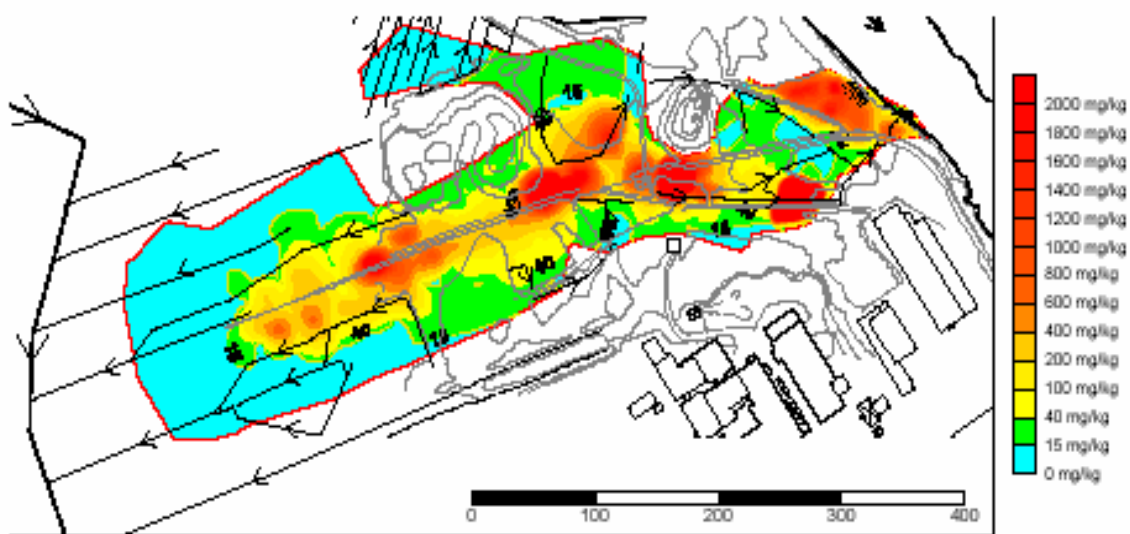 2000 mg/kg
1800 mg/kg
1600 mg/kg
1400 mg/kg
1200 mg/kg
1000 mg/kg
800 mg/kg
600 mg/kg
400 mg/kg
200 mg/kg
100 mg/kg
40 mg/kg
15 mg/kg
0 mg/kg
15
40
15
40
15
0
100
200
300
400